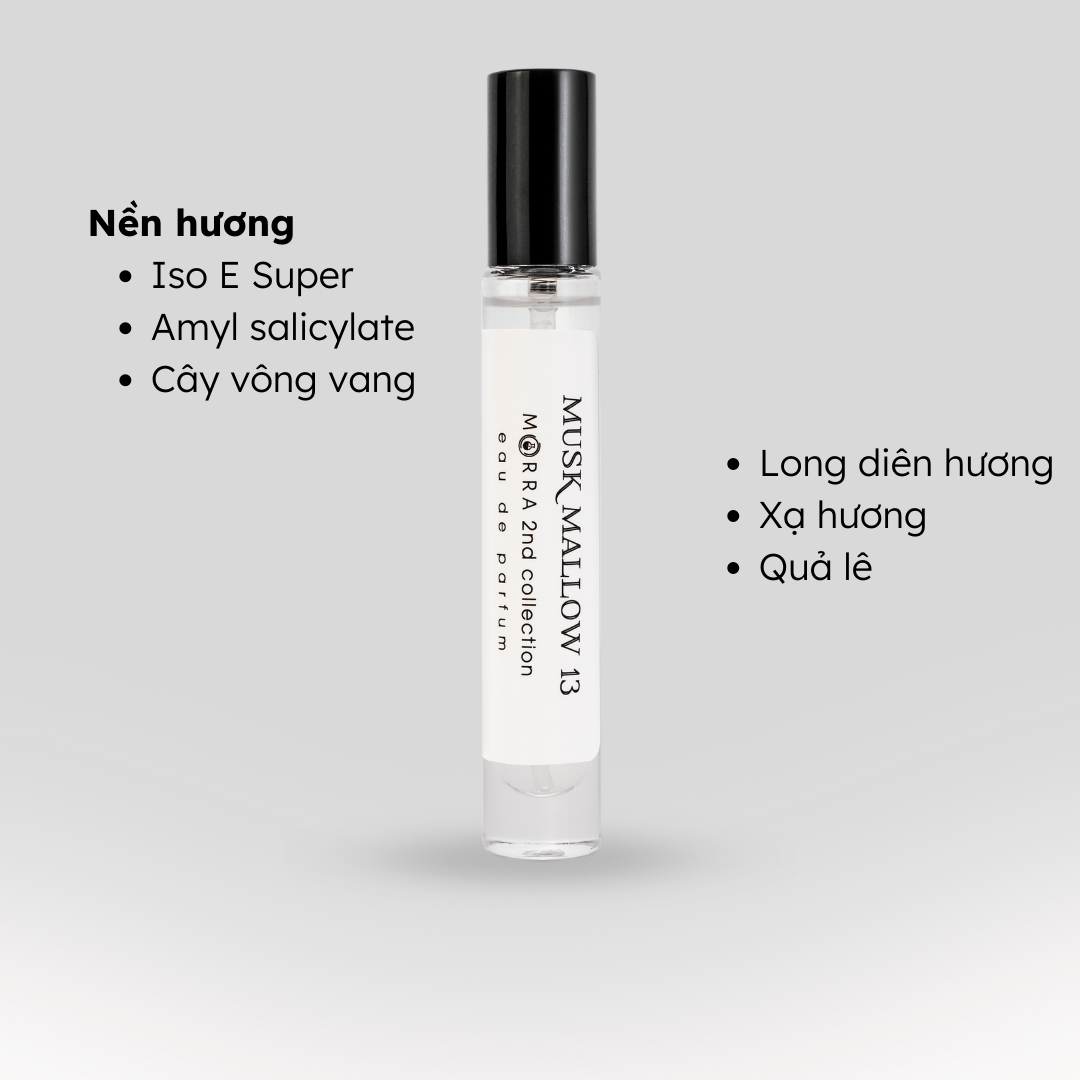 Nền hương
• Iso E Super
• Amyl salicylate
• Cây vông vang
MUSK MALLOW 13
MORRA 2nd collection
eau de parfum
• Long diên hương
• Xạ hương
• Quả lê